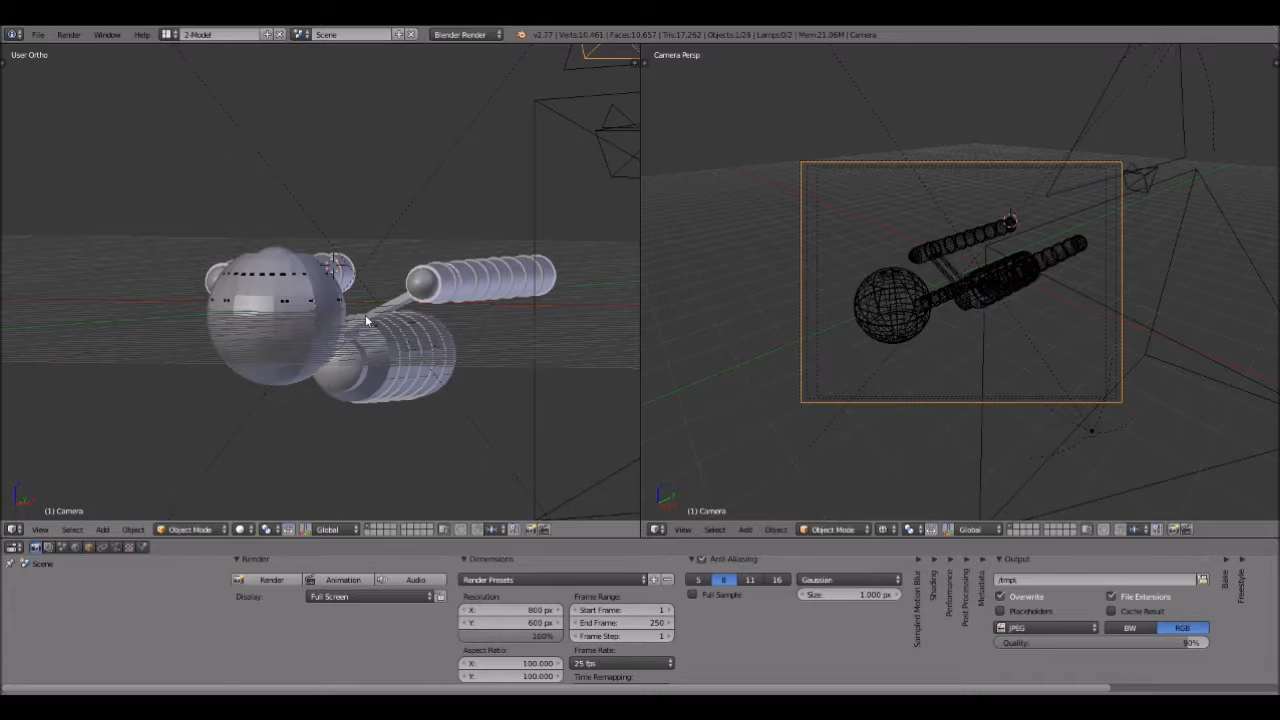 File Render Window Help 2-Model Scene Blender Render v2.77 | Verts:10,461 | Faces:10,657 | Tris:17,262 | Objects:1/28 | Lamps:0/2 | Mem:21.06M | Camera
User Ortho
Camera Persp
(1) Camera
(1) Camera
View Select Add Object Object Mode Global
View Select Add Object Object Mode Global
Scene
Render
Render Animation Audio
Display: Full Screen
Dimensions
Render Presets
Resolution:
X: 800 px
Y: 600 px
100%
Aspect Ratio:
X: 100.000
Y: 100.000
Frame Range:
Start Frame: 1
End Frame: 250
Frame Step: 1
Frame Rate:
25 fps
Time Remapping:
Anti-Aliasing
5 8 11 16
Full Sample
Gaussian
Size: 1.000 px
Sampled Motion Blur
Shading
Performance
Post Processing
Metadata
Output
/tmp\
Overwrite File Extensions
Placeholders Cache Result
JPEG BW RGB
Quality: 90%
Bake
Freestyle